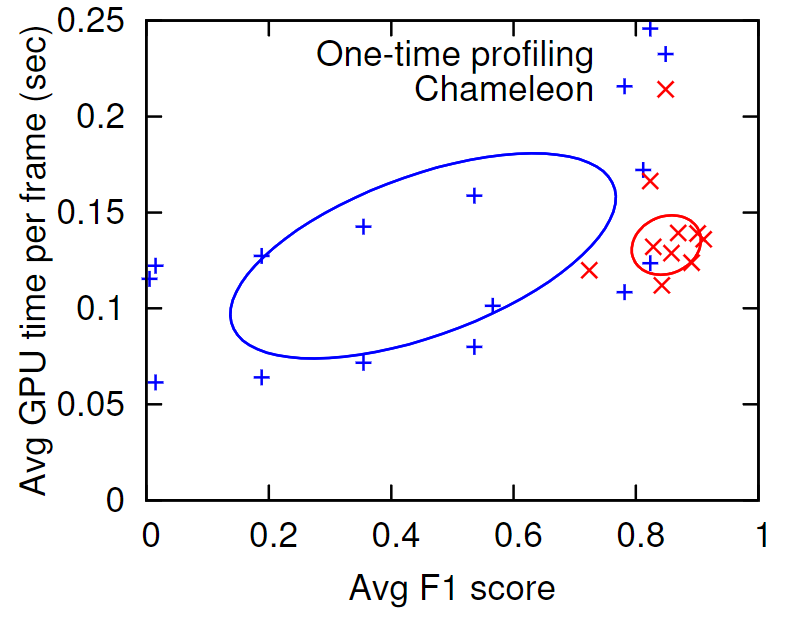 0.25
One-time profiling
Chameleon
0.2
0.15
0.1
0.05
0
Avg GPU time per frame (sec)
0 0.2 0.4 0.6 0.8 1
Avg F1 score